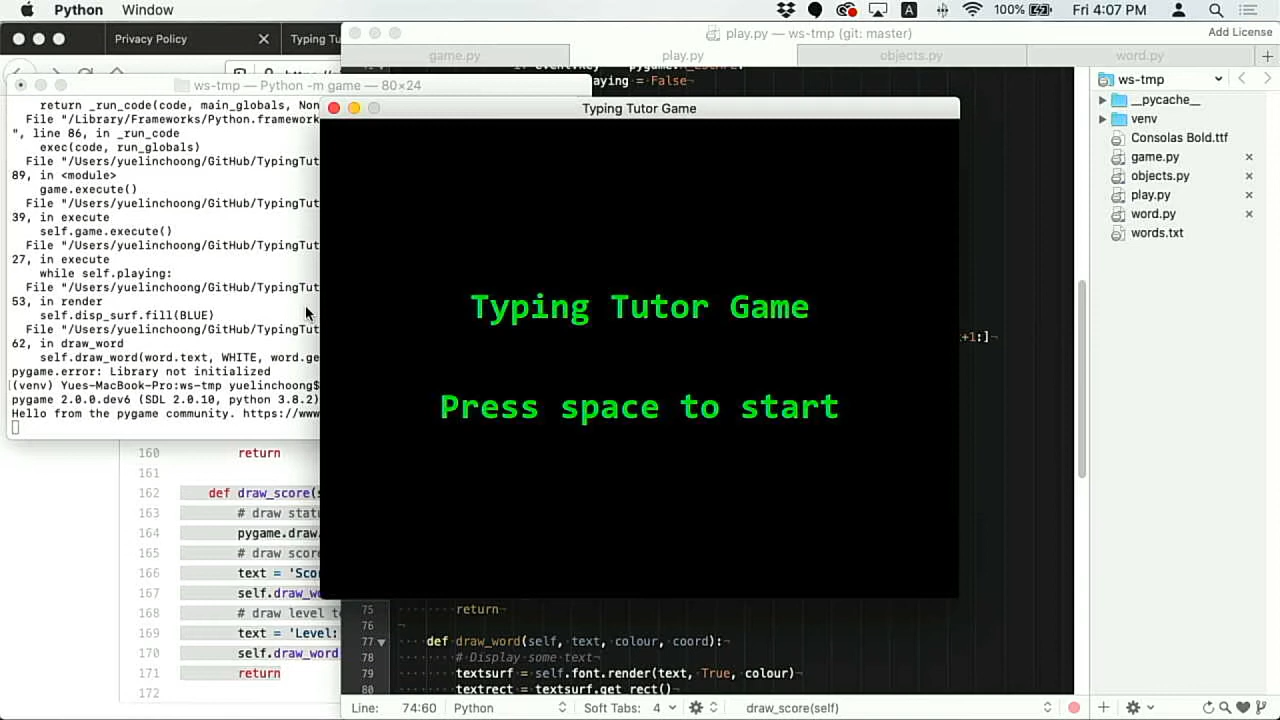 Python Window
100% Fri 4:07 PM
Privacy Policy
Typing Tu
play.py — ws-tmp (git: master)
Add License
game.py play.py objects.py word.py
aying = False
ws-tmp — Python -m game — 80×24
return _run_code(code, main_globals, Non
File "/Library/Frameworks/Python.framework
", line 86, in _run_code
exec(code, run_globals)
File "/Users/yuelinchoong/GitHub/TypingTut
89, in <module>
game.execute()
File "/Users/yuelinchoong/GitHub/TypingTut
39, in execute
self.game.execute()
File "/Users/yuelinchoong/GitHub/TypingTut
27, in execute
while self.playing:
File "/Users/yuelinchoong/GitHub/TypingTut
53, in render
self.disp_surf.fill(BLUE)
File "/Users/yuelinchoong/GitHub/TypingTut
62, in draw_word
self.draw_word(word.text, WHITE, word.ge
pygame.error: Library not initialized
(venv) Yues-MacBook-Pro:ws-tmp yuelinchoong$
pygame 2.0.0.dev6 (SDL 2.0.10, python 3.8.2)
Hello from the pygame community. https://www
Typing Tutor Game
Typing Tutor Game
Press space to start
+1:]¬
ws-tmp
__pycache__
venv
Consolas Bold.ttf
game.py
objects.py
play.py
word.py
words.txt
160 return
161
162 def draw_score(s
163 # draw statu
164 pygame.draw.
165 # draw score
166 text = 'Sco
167 self.draw_wo
168 # draw level t
169 text = 'Level:
170 self.draw_word
171 return
172
75 return¬
76 ¬
77 def draw_word(self, text, colour, coord):¬
78 # Display some text¬
79 textsurf = self.font.render(text, True, colour)¬
80 textrect = textsurf.get_rect()¬
Line: 74:60 Python Soft Tabs: 4 draw_score(self)